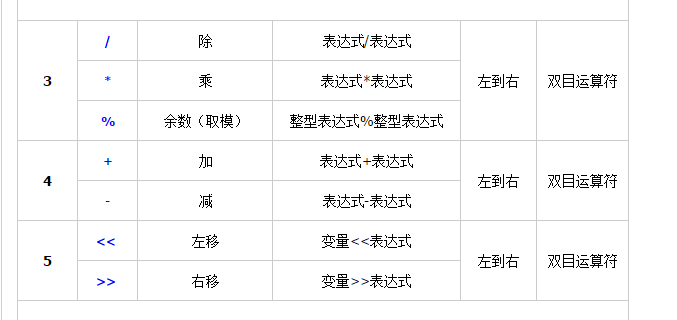 / 除 表达式/表达式
3 * 乘 表达式*表达式 左到右 双目运算符
% 余数（取模） 整型表达式%整型表达式
+ 加 表达式+表达式
4 左到右 双目运算符
- 减 表达式-表达式
<< 左移 变量<<表达式
5 左到右 双目运算符
>> 右移 变量>>表达式